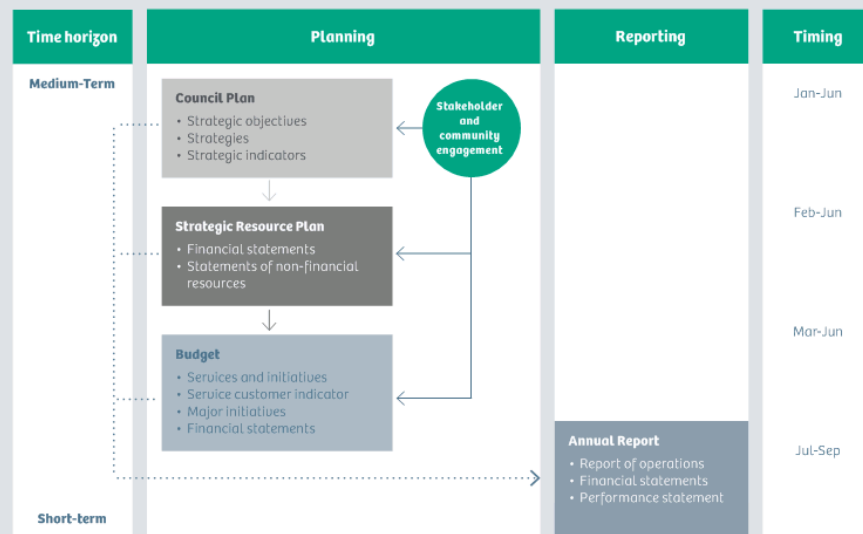 Time horizon
Planning
Reporting
Timing
Medium-Term
Council Plan
• Strategic objectives
• Strategies
• Strategic indicators
Stakeholder
and
community
engagement
Jan-Jun
Strategic Resource Plan
• Financial statements
• Statements of non-financial
resources
Feb-Jun
Budget
• Services and initiatives
• Service customer indicator
• Major initiatives
• Financial statements
Mar-Jun
Annual Report
• Report of operations
• Financial statements
• Performance statement
Jul-Sep
Short-term